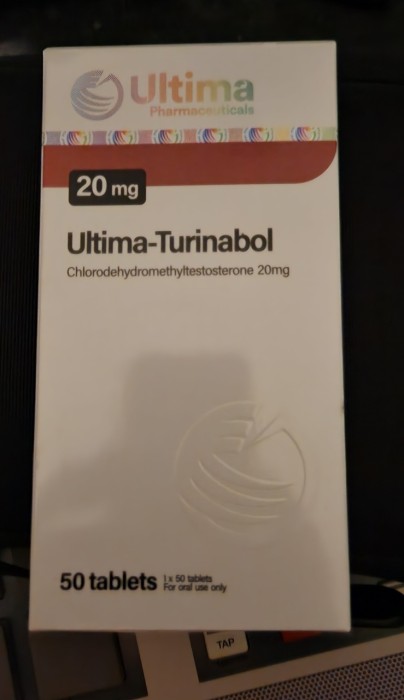 Ultima
Pharmaceuticals
20 mg
Ultima-Turinabol
Chlorodehydromethyltestosterone 20mg
50 tablets
1 x 50 tablets
For oral use only
TAP